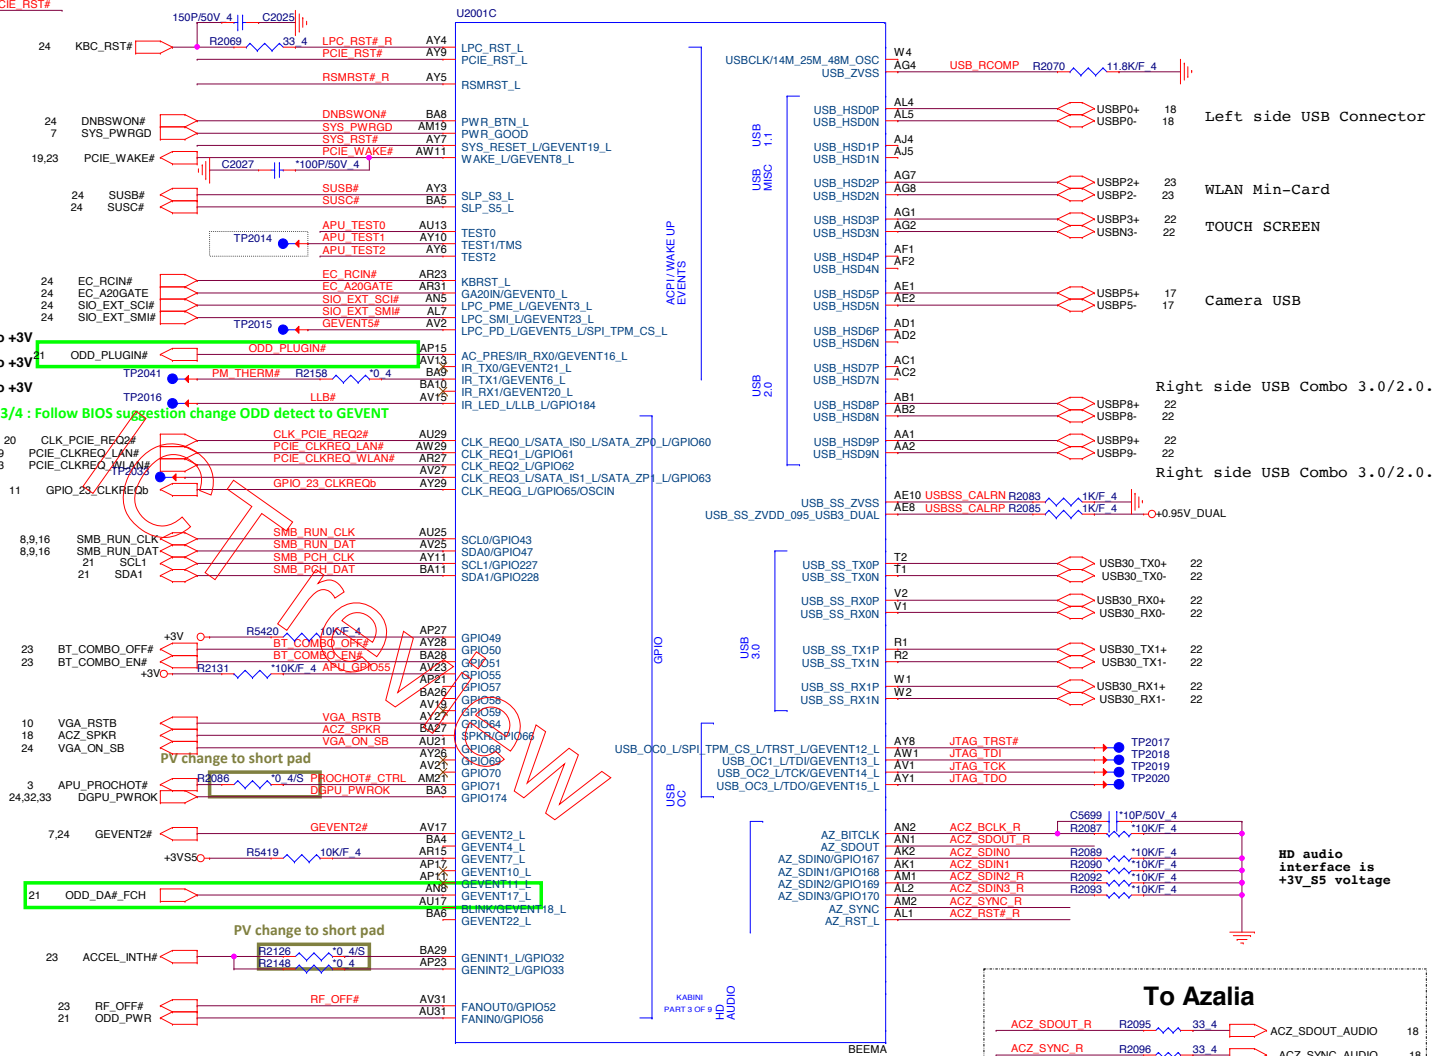 PCIE_RST#
150P/50V_4 C2025
U2001C
24 KBC_RST# R2069 33_4 LPC_RST#_R AY4 LPC_RST_L
PCIE_RST# AY9 PCIE_RST_L
RSMRST#_R AY5 RSMRST_L
24 DNBSWON# DNBSWON# BA8 PWR_BTN_L
7 SYS_PWRGD SYS_PWRGD AM19 PWR_GOOD
SYS_RST# AY7 SYS_RESET_L/GEVENT19_L
19,23 PCIE_WAKE# PCIE_WAKE# AW11 WAKE_L/GEVENT8_L
C2027 *100P/50V_4
24 SUSB# SUSB# AY3 SLP_S3_L
24 SUSC# SUSC# BA5 SLP_S5_L
APU_TEST0 AU13 TEST0
TP2014 APU_TEST1 AY10 TEST1/TMS
APU_TEST2 AY6 TEST2
24 EC_RCIN# EC_RCIN# AR23 KBRST_L
24 EC_A20GATE EC_A20GATE AR31 GA20IN/GEVENT0_L
24 SIO_EXT_SCI# SIO_EXT_SCI# AN5 LPC_PME_L/GEVENT3_L
24 SIO_EXT_SMI# SIO_EXT_SMI# AL7 LPC_SMI_L/GEVENT23_L
TP2015 GEVENT5# AV2 LPC_PD_L/GEVENT5_L/SPI_TPM_CS_L
+3V
21 ODD_PLUGIN# ODD_PLUGIN# AP15 AC_PRES/IR_RX0/GEVENT16_L
+3V
AV13 IR_TX0/GEVENT21_L
TP2041 PM_THERM# R2158 *0_4 BA9 IR_TX1/GEVENT6_L
+3V
BA10 IR_RX1/GEVENT20_L
TP2016 LLB# AV15 IR_LED_L/LLB_L/GPIO184
3/4 : Follow BIOS suggestion change ODD detect to GEVENT
20 CLK_PCIE_REQ2# CLK_PCIE_REQ2# AU29 CLK_REQ0_L/SATA_IS0_L/SATA_ZP0_L/GPIO60
9 PCIE_CLKREQ_LAN# PCIE_CLKREQ_LAN# AW29 CLK_REQ1_L/GPIO61
3 PCIE_CLKREQ_WLAN# PCIE_CLKREQ_WLAN# AR27 CLK_REQ2_L/GPIO62
TP2033 AV27 CLK_REQ3_L/SATA_IS1_L/SATA_ZP1_L/GPIO63
11 GPIO_23_CLKREQb GPIO_23_CLKREQb AY29 CLK_REQG_L/GPIO65/OSCIN
8,9,16 SMB_RUN_CLK SMB_RUN_CLK AU25 SCL0/GPIO43
8,9,16 SMB_RUN_DAT SMB_RUN_DAT AV25 SDA0/GPIO47
21 SCL1 SMB_PCH_CLK AY11 SCL1/GPIO227
21 SDA1 SMB_PCH_DAT BA11 SDA1/GPIO228
+3V R5420 10K/F_4 AP27 GPIO49
23 BT_COMBO_OFF# BT_COMBO_OFF# AY28 GPIO50
23 BT_COMBO_EN# BT_COMBO_EN# BA28 GPIO51
+3V R2131 *10K/F_4 APU_GPIO55 AV23 GPIO55
AP21 GPIO57
BA26 GPIO58
AV19 GPIO59
10 VGA_RSTB VGA_RSTB AY27 GPIO64
18 ACZ_SPKR ACZ_SPKR BA27 SPKR/GPIO66
24 VGA_ON_SB VGA_ON_SB AU21 GPIO68
PV change to short pad
AY26 GPIO69
AV21 GPIO70
3 APU_PROCHOT# R2086 *0_4/S PROCHOT#_CTRL AM21 GPIO71
24,32,33 DGPU_PWROK DGPU_PWROK BA3 GPIO174
7,24 GEVENT2# GEVENT2# AV17 GEVENT2_L
BA4 GEVENT4_L
+3VS5 R5419 10K/F_4 AR15 GEVENT7_L
AP17 GEVENT10_L
AP11 GEVENT11_L
21 ODD_DA#_FCH AN8 GEVENT17_L
AU17 BLINK/GEVENT18_L
BA6 GEVENT22_L
PV change to short pad
23 ACCEL_INTH# R2126 *0_4/S BA29 GENINT1_L/GPIO32
R2148 *0_4 AP23 GENINT2_L/GPIO33
23 RF_OFF# RF_OFF# AV31 FANOUT0/GPIO52
21 ODD_PWR AU31 FANIN0/GPIO56
ICT review
ACPI / WAKE UP EVENTS
GPIO
USB 1.1
USB MISC
USB 2.0
USB 3.0
USB OC
HD AUDIO
KABINI
PART 3 OF 9
BEEMA
USBCLK/14M_25M_48M_OSC W4
USB_ZVSS AG4 USB_RCOMP R2070 11.8K/F_4
USB_HSD0P AL4 USBP0+ 18
USB_HSD0N AL5 USBP0- 18
Left side USB Connector
USB_HSD1P AJ4
USB_HSD1N AJ5
USB_HSD2P AG7 USBP2+ 23
USB_HSD2N AG8 USBP2- 23
WLAN Min-Card
USB_HSD3P AG1 USBP3+ 22
USB_HSD3N AG2 USBN3- 22
TOUCH SCREEN
USB_HSD4P AF1
USB_HSD4N AF2
USB_HSD5P AE1 USBP5+ 17
USB_HSD5N AE2 USBP5- 17
Camera USB
USB_HSD6P AD1
USB_HSD6N AD2
USB_HSD7P AC1
USB_HSD7N AC2
Right side USB Combo 3.0/2.0.
USB_HSD8P AB1 USBP8+ 22
USB_HSD8N AB2 USBP8- 22
USB_HSD9P AA1 USBP9+ 22
USB_HSD9N AA2 USBP9- 22
Right side USB Combo 3.0/2.0.
USB_SS_ZVSS AE10 USBSS_CALRN R2083 1K/F_4
USB_SS_ZVDD_095_USB3_DUAL AE8 USBSS_CALRP R2085 1K/F_4 +0.95V_DUAL
USB_SS_TX0P T2 USB30_TX0+ 22
USB_SS_TX0N T1 USB30_TX0- 22
USB_SS_RX0P V2 USB30_RX0+ 22
USB_SS_RX0N V1 USB30_RX0- 22
USB_SS_TX1P R1 USB30_TX1+ 22
USB_SS_TX1N R2 USB30_TX1- 22
USB_SS_RX1P W1 USB30_RX1+ 22
USB_SS_RX1N W2 USB30_RX1- 22
USB_OC0_L/SPI_TPM_CS_L/TRST_L/GEVENT12_L AY8 JTAG_TRST# TP2017
USB_OC1_L/TDI/GEVENT13_L AW1 JTAG_TDI TP2018
USB_OC2_L/TCK/GEVENT14_L AV1 JTAG_TCK TP2019
USB_OC3_L/TDO/GEVENT15_L AY1 JTAG_TDO TP2020
C5699 *10P/50V_4
AZ_BITCLK AN2 ACZ_BCLK_R R2087 *10K/F_4
AZ_SDOUT AN1 ACZ_SDOUT_R
AZ_SDIN0/GPIO167 AK2 ACZ_SDIN0 R2089 *10K/F_4
AZ_SDIN1/GPIO168 AK1 ACZ_SDIN1 R2090 *10K/F_4
AZ_SDIN2/GPIO169 AM1 ACZ_SDIN2_R R2092 *10K/F_4
AZ_SDIN3/GPIO170 AL2 ACZ_SDIN3_R R2093 *10K/F_4
AZ_SYNC AM2 ACZ_SYNC_R
AZ_RST_L AL1 ACZ_RST#_R
HD audio
interface is
+3V_S5 voltage
To Azalia
ACZ_SDOUT_R R2095 33_4 ACZ_SDOUT_AUDIO 18
ACZ_SYNC_R R2096 33_4 ACZ_SYNC_AUDIO 18